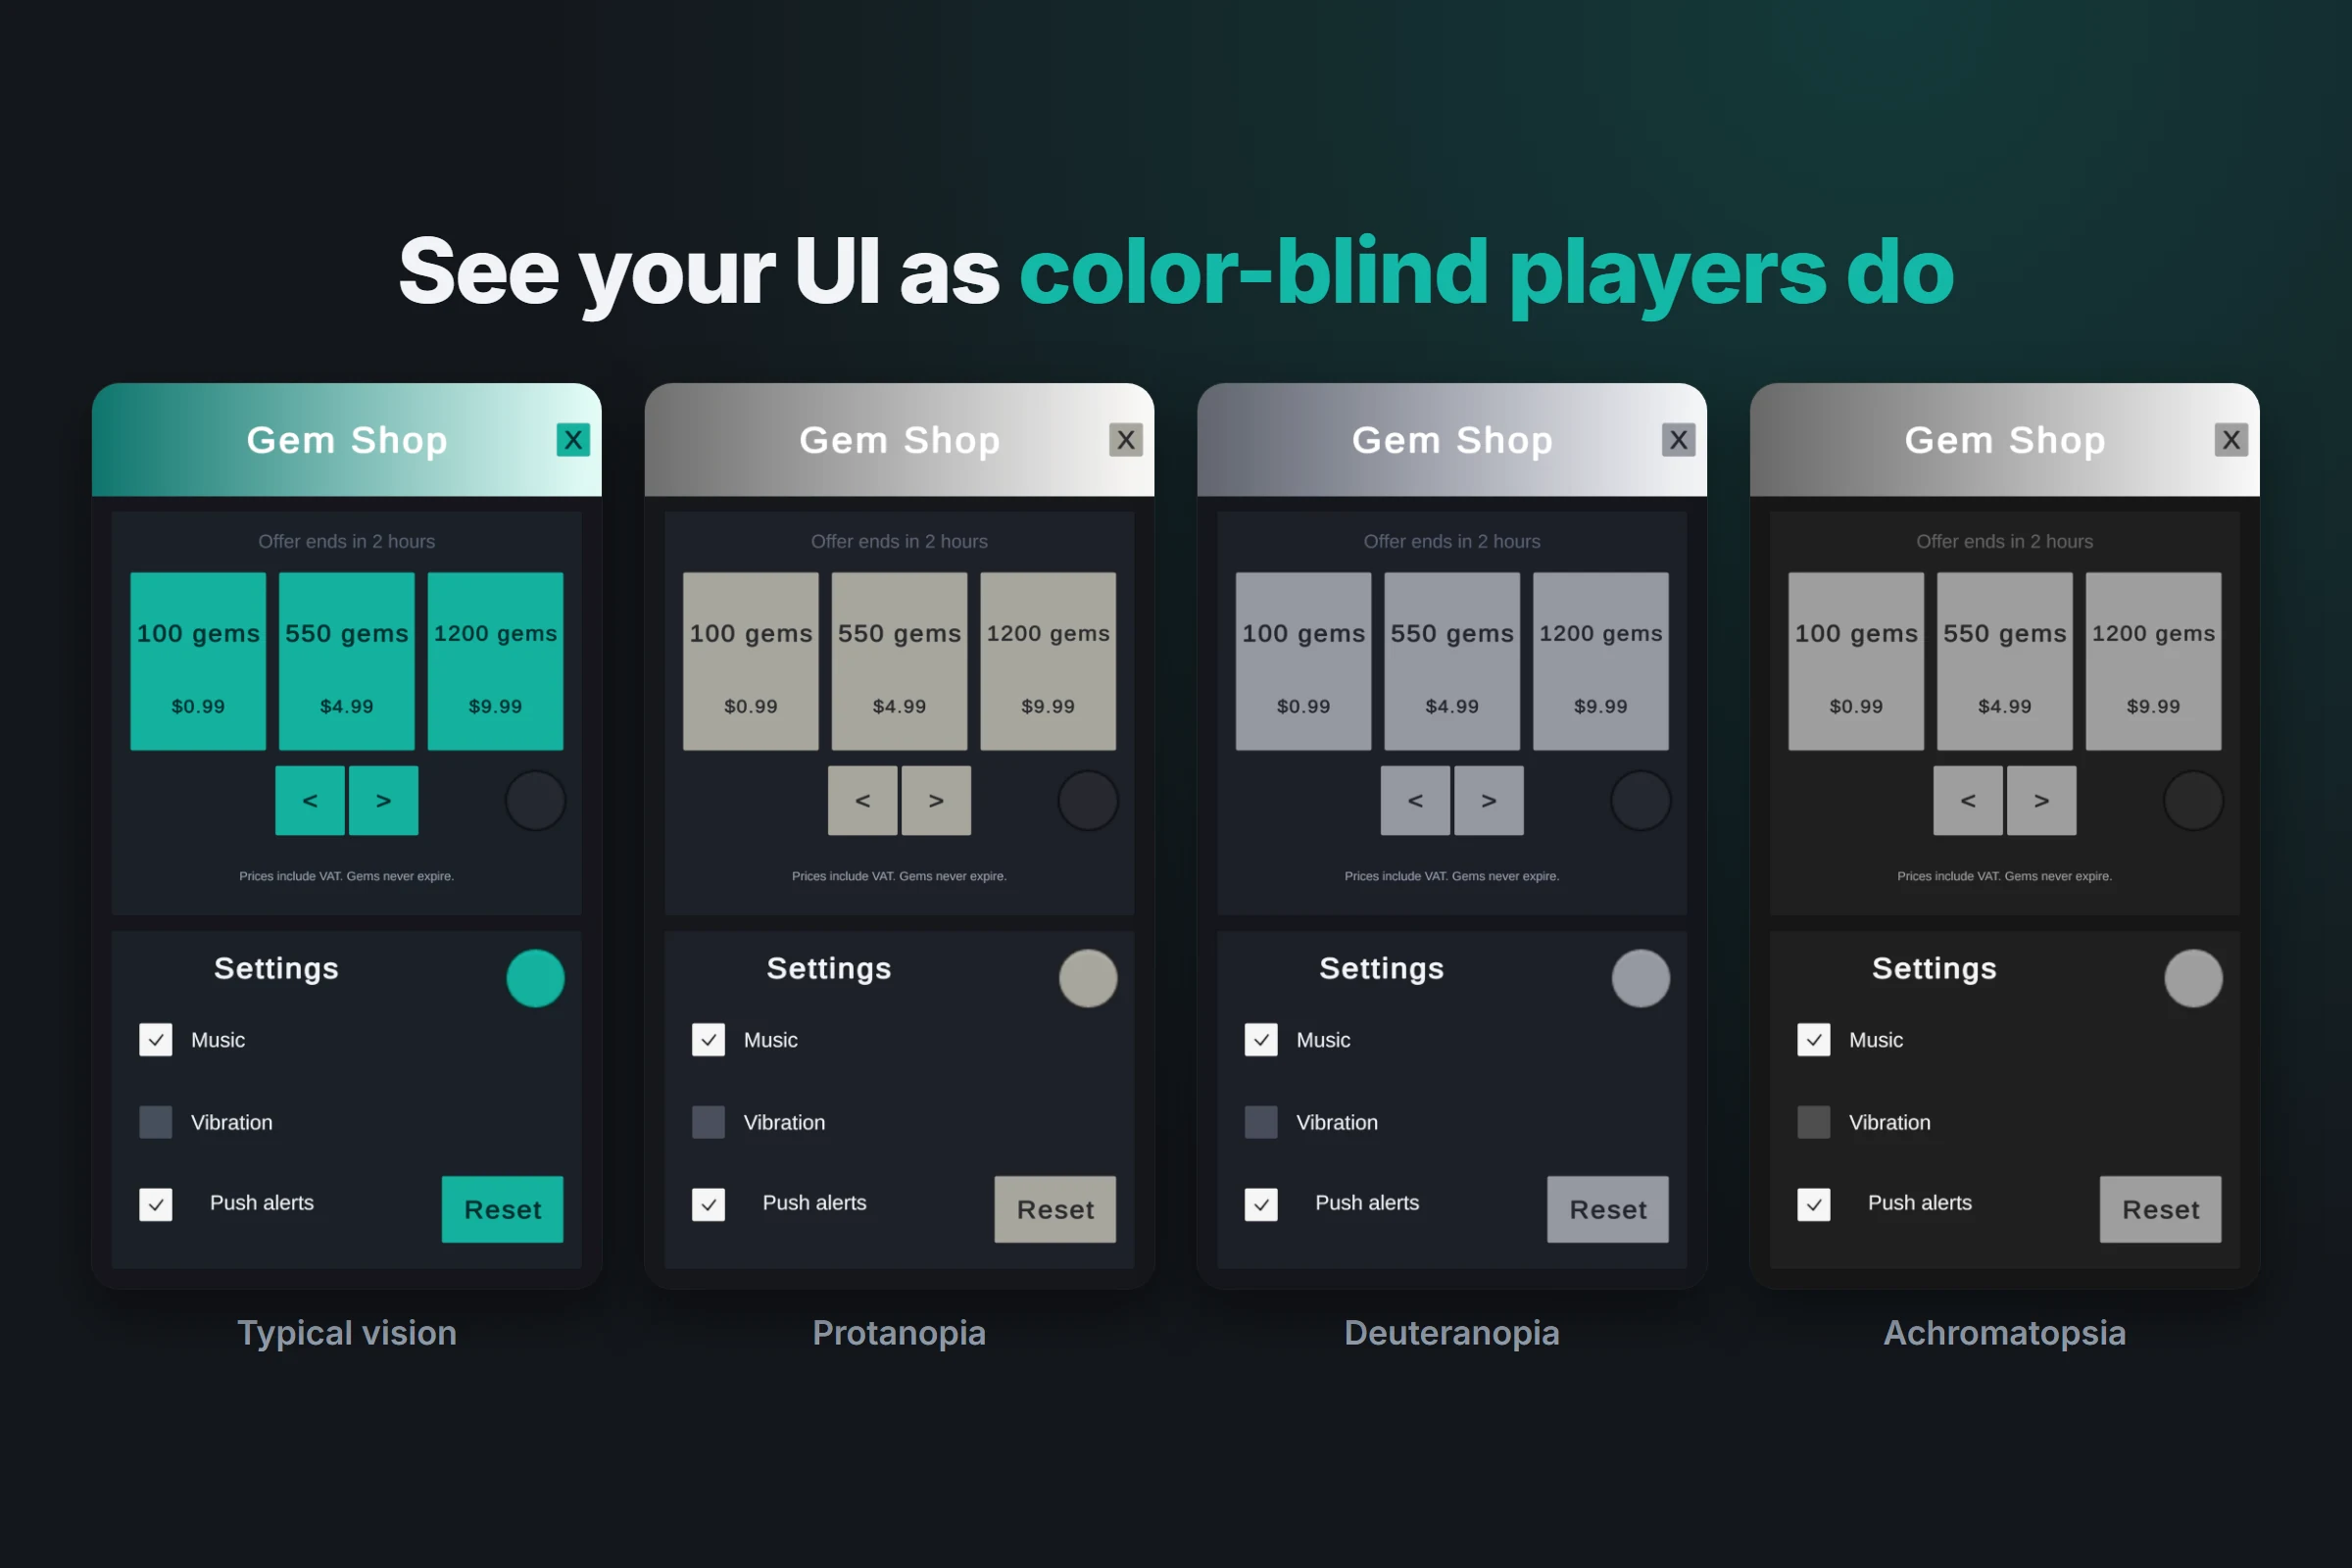 See your UI as color-blind players do
Gem Shop X
Offer ends in 2 hours
100 gems 550 gems 1200 gems
$0.99 $4.99 $9.99
< >
Prices include VAT. Gems never expire.
Settings
Music
Vibration
Push alerts
Reset
Typical vision
Gem Shop X
Offer ends in 2 hours
100 gems 550 gems 1200 gems
$0.99 $4.99 $9.99
< >
Prices include VAT. Gems never expire.
Settings
Music
Vibration
Push alerts
Reset
Protanopia
Gem Shop X
Offer ends in 2 hours
100 gems 550 gems 1200 gems
$0.99 $4.99 $9.99
< >
Prices include VAT. Gems never expire.
Settings
Music
Vibration
Push alerts
Reset
Deuteranopia
Gem Shop X
Offer ends in 2 hours
100 gems 550 gems 1200 gems
$0.99 $4.99 $9.99
< >
Prices include VAT. Gems never expire.
Settings
Music
Vibration
Push alerts
Reset
Achromatopsia